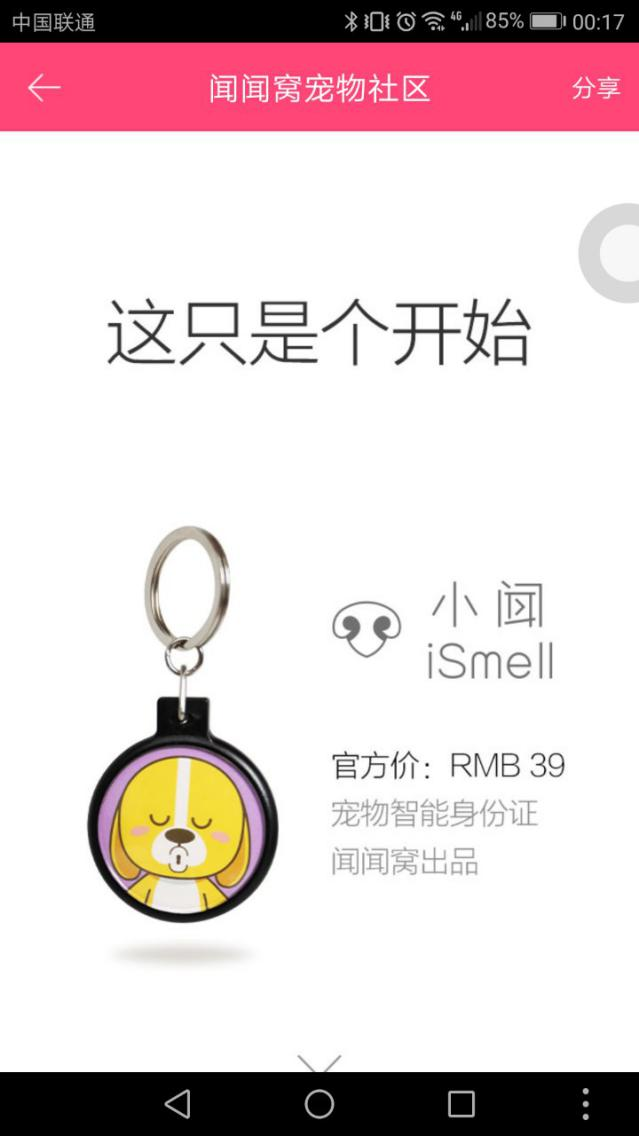 中国联通
4G
85%
00:17
闻闻窝宠物社区
分享
这只是个开始
小闻
iSmell
官方价：RMB 39
宠物智能身份证
闻闻窝出品